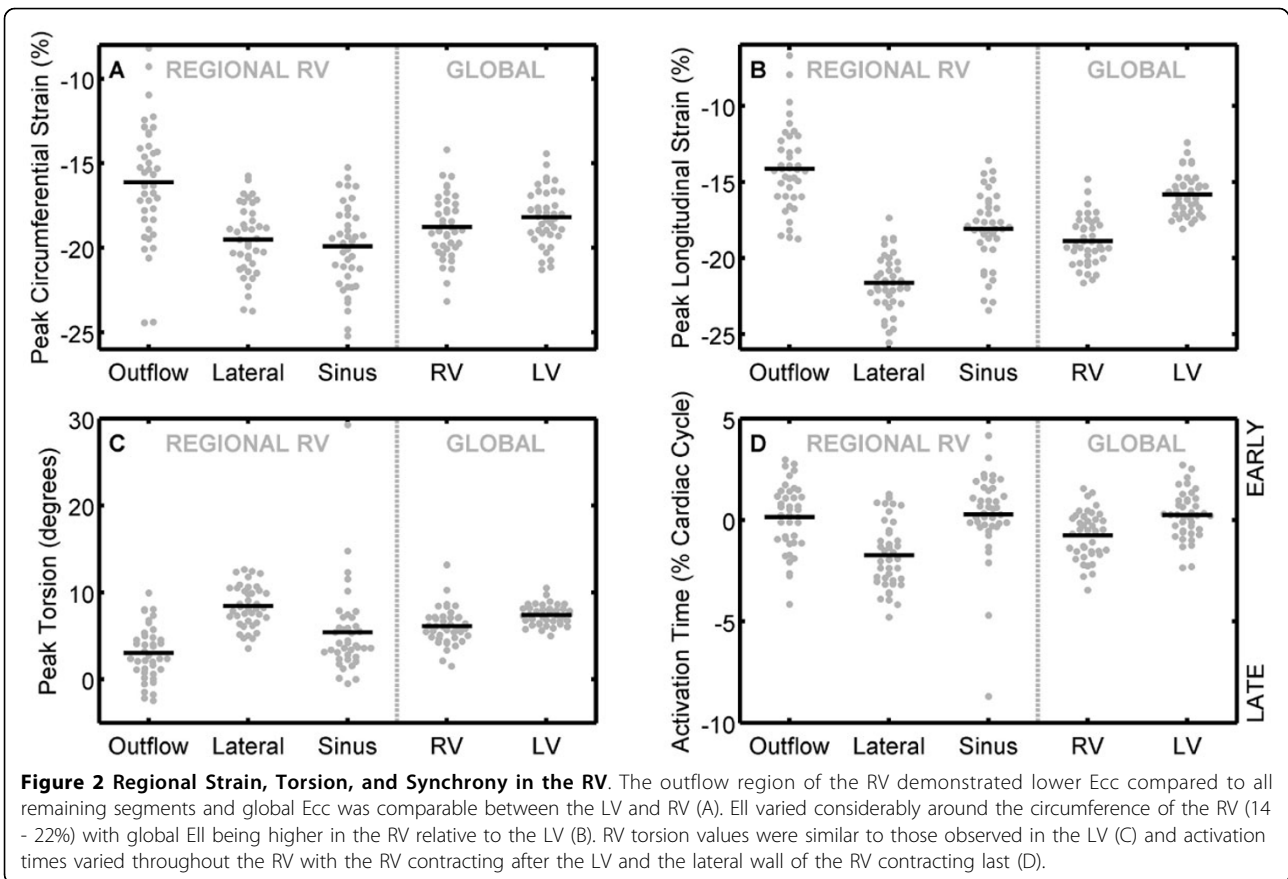 A
REGIONAL RV
GLOBAL
Peak Circumferential Strain (%)
-10
-15
-20
-25
Outflow Lateral Sinus RV LV
B
REGIONAL RV
GLOBAL
Peak Longitudinal Strain (%)
-10
-15
-20
-25
Outflow Lateral Sinus RV LV
C
REGIONAL RV
GLOBAL
Peak Torsion (degrees)
30
20
10
0
Outflow Lateral Sinus RV LV
D
REGIONAL RV
GLOBAL
Activation Time (% Cardiac Cycle)
5
0
-5
-10
EARLY
LATE
Outflow Lateral Sinus RV LV
Figure 2 Regional Strain, Torsion, and Synchrony in the RV. The outflow region of the RV demonstrated lower Ecc compared to all
remaining segments and global Ecc was comparable between the LV and RV (A). Ell varied considerably around the circumference of the RV (14
- 22%) with global Ell being higher in the RV relative to the LV (B). RV torsion values were similar to those observed in the LV (C) and activation
times varied throughout the RV with the RV contracting after the LV and the lateral wall of the RV contracting last (D).